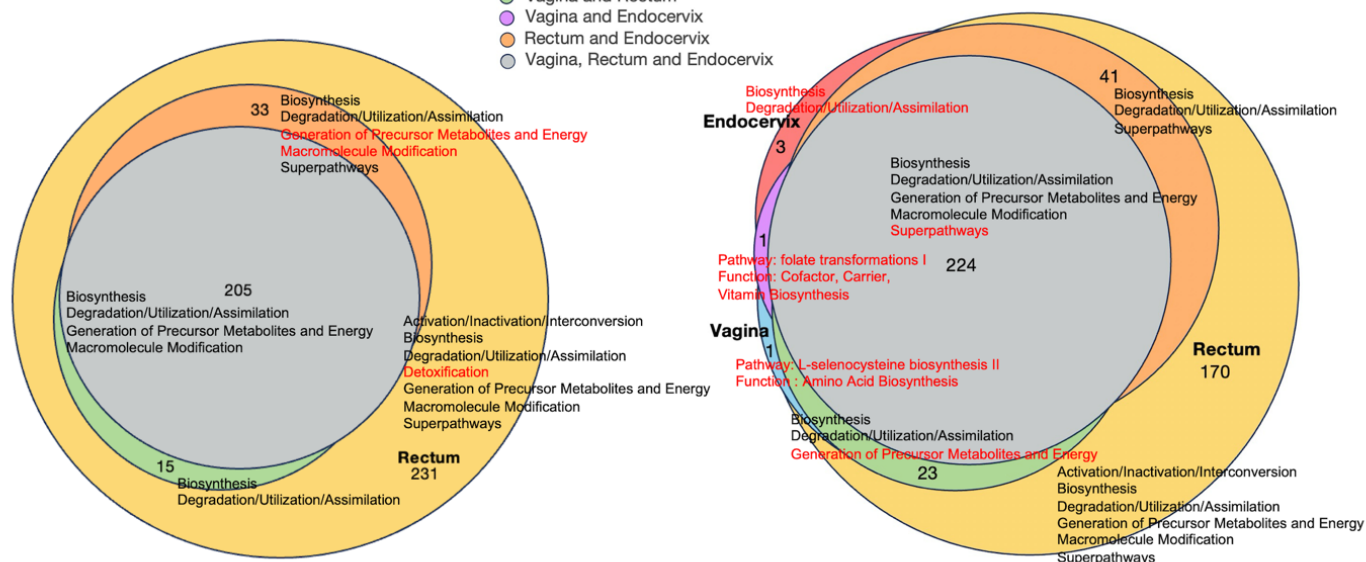 Vagina and Rectum
Vagina and Endocervix
Rectum and Endocervix
Vagina, Rectum and Endocervix
33
Biosynthesis
Degradation/Utilization/Assimilation
Generation of Precursor Metabolites and Energy
Macromolecule Modification
Superpathways
205
Biosynthesis
Degradation/Utilization/Assimilation
Generation of Precursor Metabolites and Energy
Macromolecule Modification
Activation/Inactivation/Interconversion
Biosynthesis
Degradation/Utilization/Assimilation
Detoxification
Generation of Precursor Metabolites and Energy
Macromolecule Modification
Superpathways
Rectum
231
15
Biosynthesis
Degradation/Utilization/Assimilation
Biosynthesis
Degradation/Utilization/Assimilation
Endocervix
3
41
Biosynthesis
Degradation/Utilization/Assimilation
Superpathways
Biosynthesis
Degradation/Utilization/Assimilation
Generation of Precursor Metabolites and Energy
Macromolecule Modification
Superpathways
224
1
Pathway: folate transformations I
Function: Cofactor, Carrier,
Vitamin Biosynthesis
Vagina
1
Pathway: L-selenocysteine biosynthesis II
Function : Amino Acid Biosynthesis
Rectum
170
Biosynthesis
Degradation/Utilization/Assimilation
Generation of Precursor Metabolites and Energy
23
Activation/Inactivation/Interconversion
Biosynthesis
Degradation/Utilization/Assimilation
Generation of Precursor Metabolites and Energy
Macromolecule Modification
Superpathways